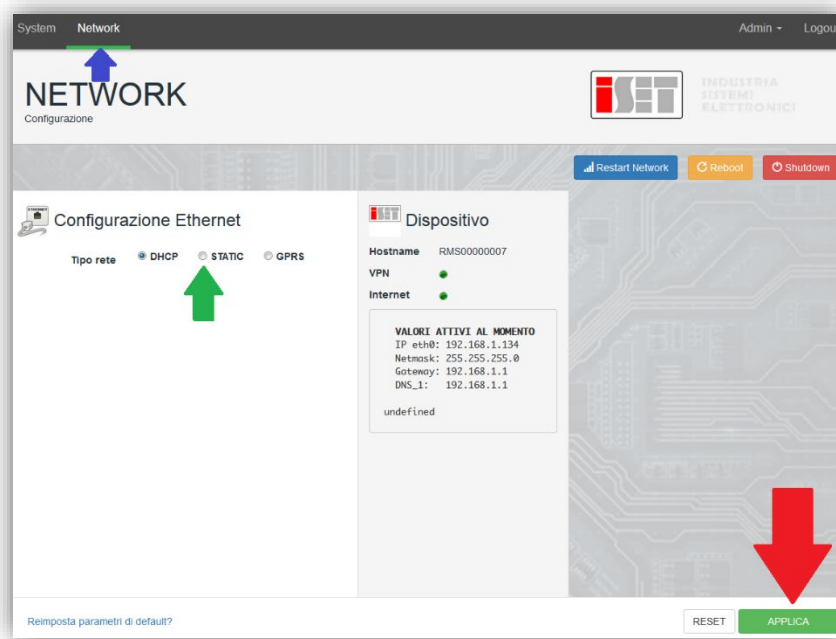 System Network Admin Logou
NETWORK
Configurazione
iSET
INDUSTRIA
SISTEMI
ELETTRONICI
Restart Network Reboot Shutdown
Configurazione Ethernet
Tipo rete DHCP STATIC GPRS
iSET Dispositivo
Hostname RMS00000007
VPN
Internet
VALORI ATTIVI AL MOMENTO
IP eth0: 192.168.1.134
Netmask: 255.255.255.0
Gateway: 192.168.1.1
DNS_1: 192.168.1.1
undefined
Reimposta parametri di default?
RESET APPLICA